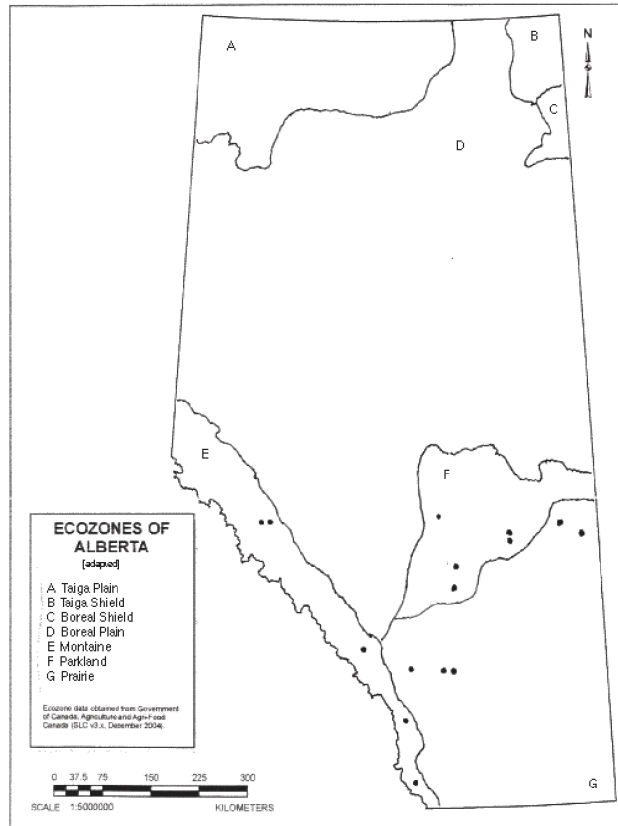 A
B
N
C
D
E
F
G
ECOZONES OF
ALBERTA
[adapted]
A Taiga Plain
B Taiga Shield
C Boreal Shield
D Boreal Plain
E Montaine
F Parkland
G Prairie
Ecozone data obtained from Government
of Canada, Agriculture and Agri-Food
Canada (SLC v3.x, December 2004).
0 37.5 75 150 225 300
SCALE 1:5000000 KILOMETERS